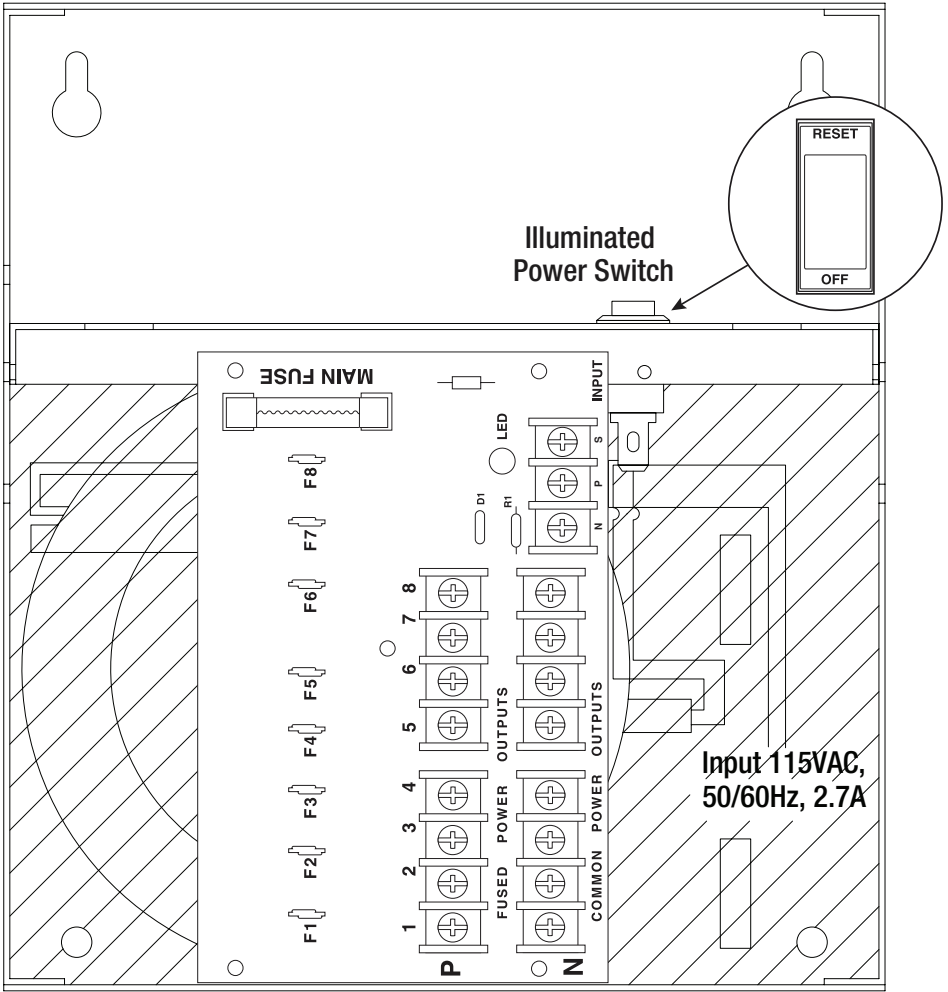 RESET
OFF
Illuminated
Power Switch
MAIN FUSE
INPUT
LED
S
P
N
D1
R1
F8
F7
F6
F5
F4
F3
F2
F1
8
7
6
5
4
3
2
1
FUSED POWER OUTPUTS
COMMON POWER OUTPUTS
P
N
Input 115VAC,
50/60Hz, 2.7A